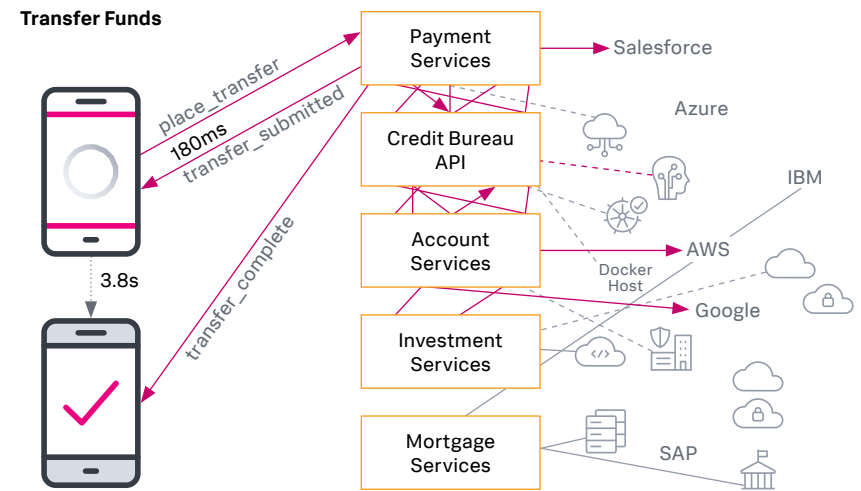 Transfer Funds
place_transfer
180ms
transfer_submitted
3.8s
transfer_complete
Payment
Services
Credit Bureau
API
Account
Services
Investment
Services
Mortgage
Services
Salesforce
Azure
IBM
AWS
Docker
Host
Google
SAP